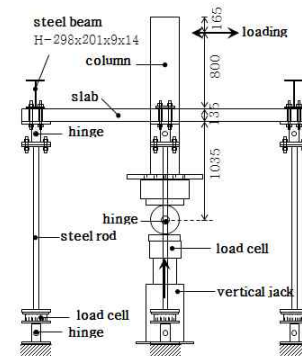 steel beam
H-298x201x9x14
column
slab
hinge
165
loading
800
135
1035
hinge
steel rod
load cell
vertical jack
load cell
hinge